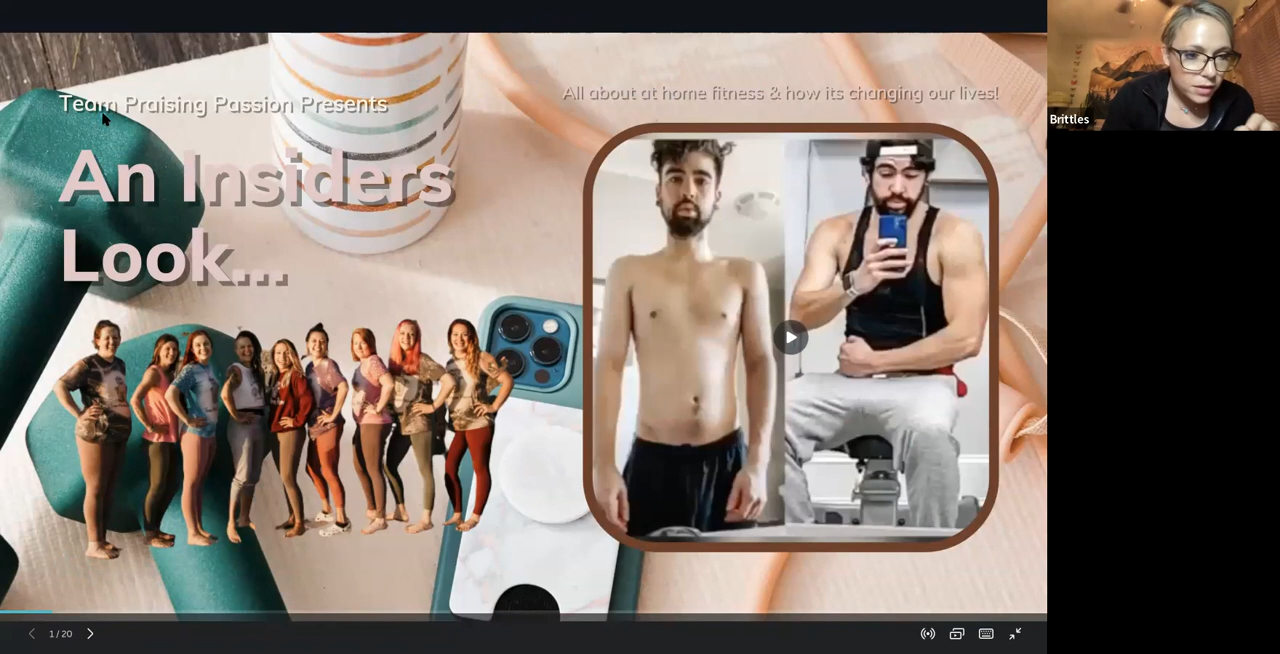 Team Praising Passion Presents
All about at home fitness & how its changing our lives!
An Insiders
Look...
Brittles
1 / 20